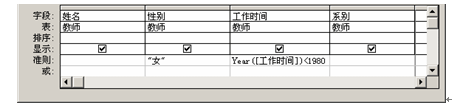 字段: 姓名 性别 工作时间 系别
表: 教师 教师 教师 教师
排序:
显示:
准则: "女" Year([工作时间])<1980
或: